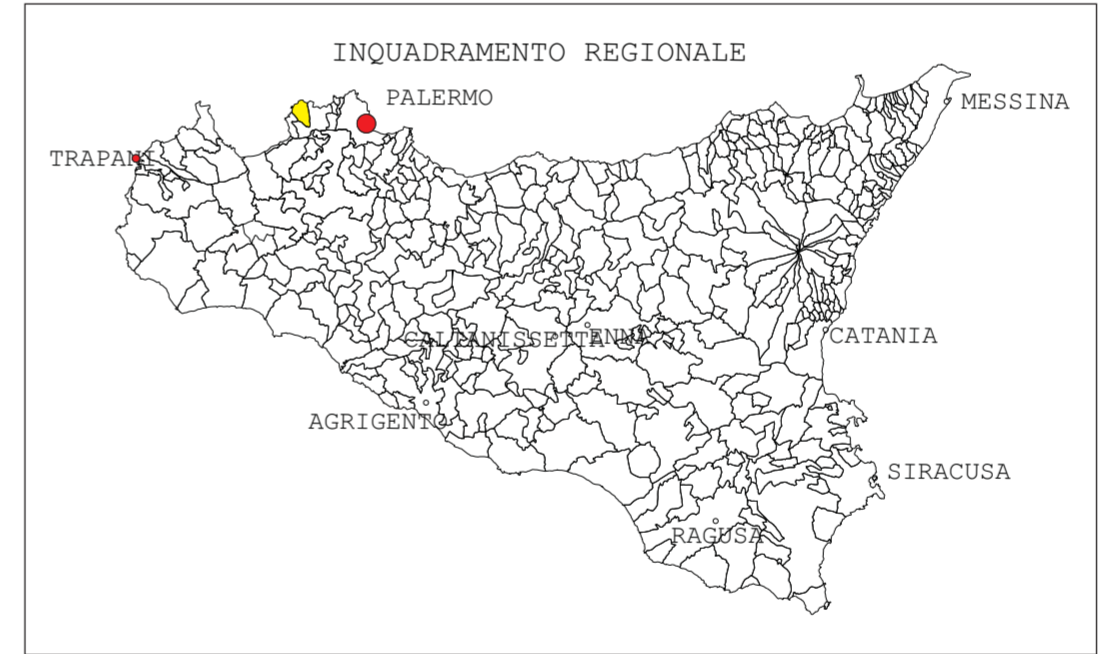 INQUADRAMENTO REGIONALE
PALERMO
MESSINA
TRAPANI
CALTANISSETTA
ENNA
CATANIA
AGRIGENTO
SIRACUSA
RAGUSA